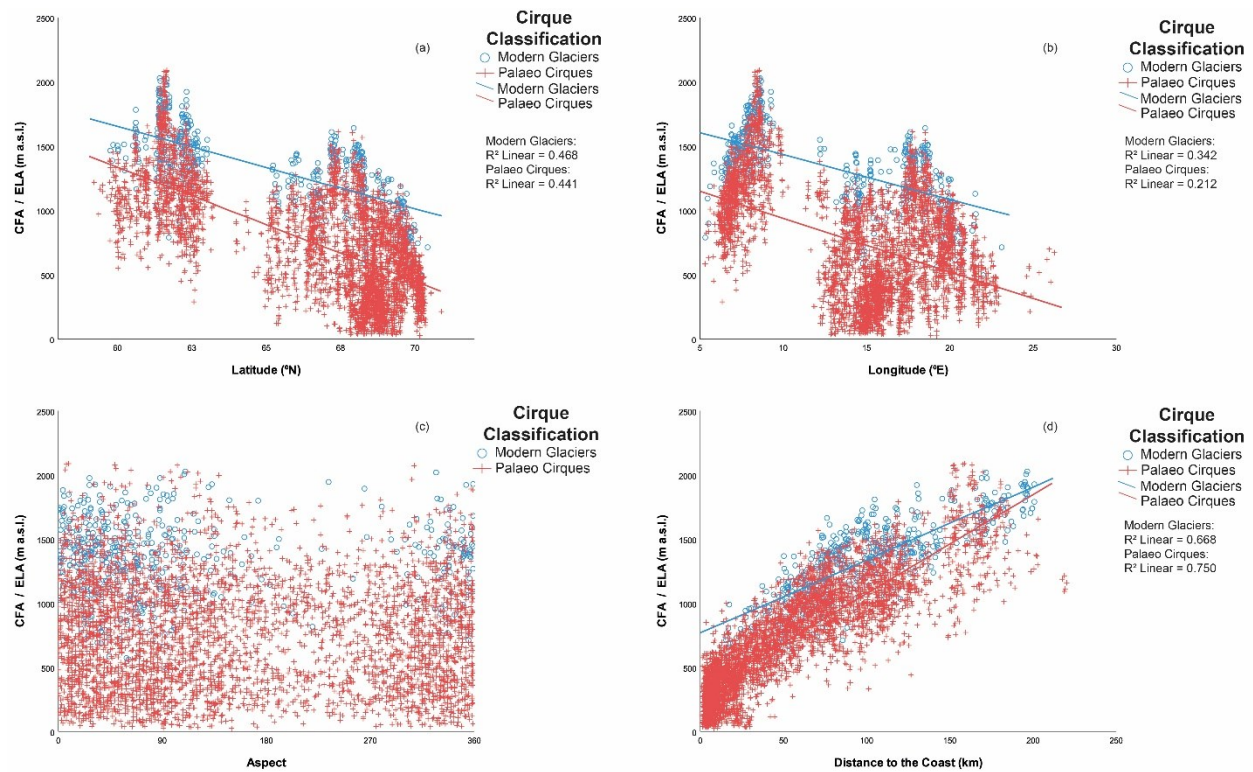 Cirque
Classification
(a)
Modern Glaciers
Palaeo Cirques
Modern Glaciers
Palaeo Cirques
Modern Glaciers:
R² Linear = 0.468
Palaeo Cirques:
R² Linear = 0.441
CFA / ELA (m a.s.l.)
2500
2000
1500
1000
500
0
60
63
65
68
70
Latitude (ºN)
Cirque
Classification
(b)
Modern Glaciers
Palaeo Cirques
Modern Glaciers
Palaeo Cirques
Modern Glaciers:
R² Linear = 0.342
Palaeo Cirques:
R² Linear = 0.212
CFA / ELA (m a.s.l.)
2500
2000
1500
1000
500
0
5
10
15
20
25
30
Longitude (ºE)
Cirque
Classification
(c)
Modern Glaciers
Palaeo Cirques
CFA / ELA (m a.s.l.)
2500
2000
1500
1000
500
0
0
90
180
270
360
Aspect
Cirque
Classification
(d)
Modern Glaciers
Palaeo Cirques
Modern Glaciers
Palaeo Cirques
Modern Glaciers:
R² Linear = 0.668
Palaeo Cirques:
R² Linear = 0.750
CFA / ELA (m a.s.l.)
2500
2000
1500
1000
500
0
0
50
100
150
200
250
Distance to the Coast (km)